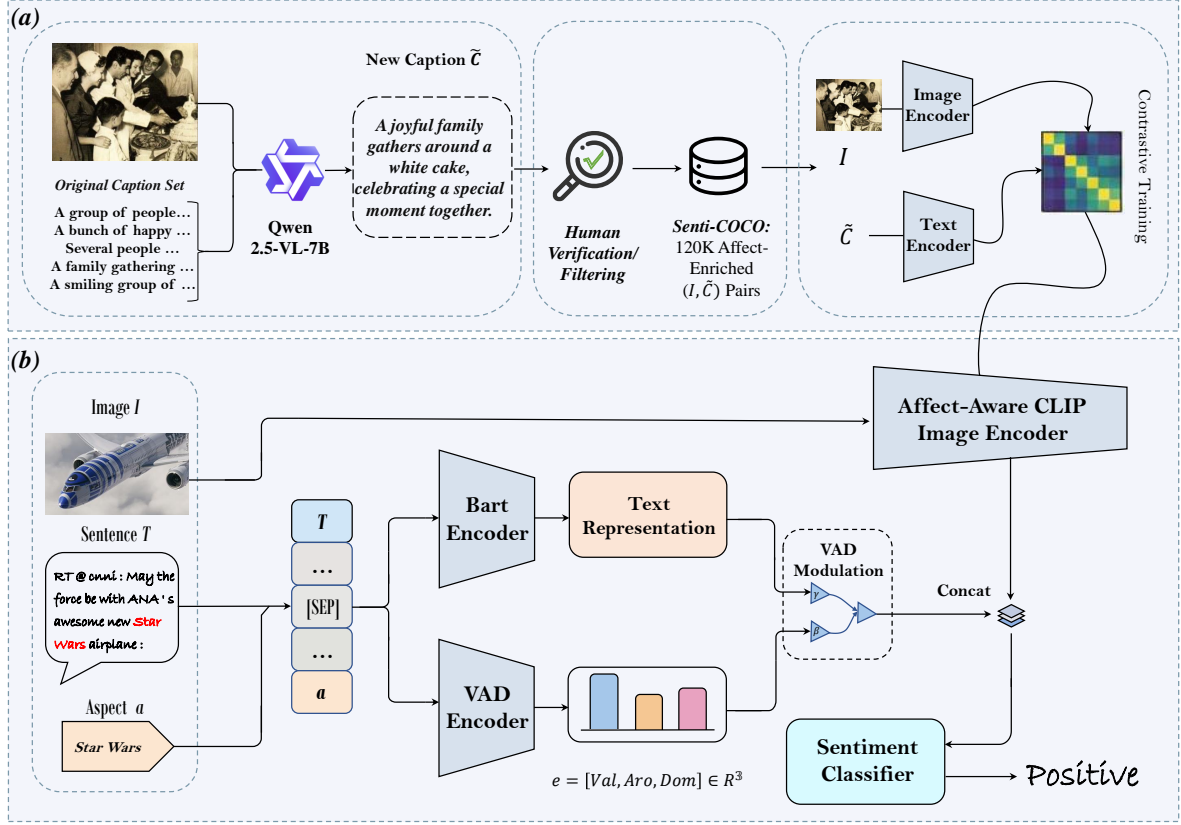 (a)
New Caption C̃
Original Caption Set
A group of people...
A bunch of happy ...
Several people ...
A family gathering ...
A smiling group of ...
Qwen
2.5-VL-7B
A joyful family
gathers around a
white cake,
celebrating a special
moment together.
Human
Verification/
Filtering
Senti-COCO:
120K Affect-
Enriched
(I, C̃) Pairs
I
Image
Encoder
C̃
Text
Encoder
Contrastive Training
(b)
Image I
Sentence T
RT @ cnni : May the
force be with ANA ' s
awesome new Star
Wars airplane :
Aspect a
Star Wars
T
...
[SEP]
...
a
Bart
Encoder
Text
Representation
VAD
Encoder
e = [Val, Aro, Dom] ∈ R³
VAD
Modulation
γ
β
Affect-Aware CLIP
Image Encoder
Concat
Sentiment
Classifier
Positive